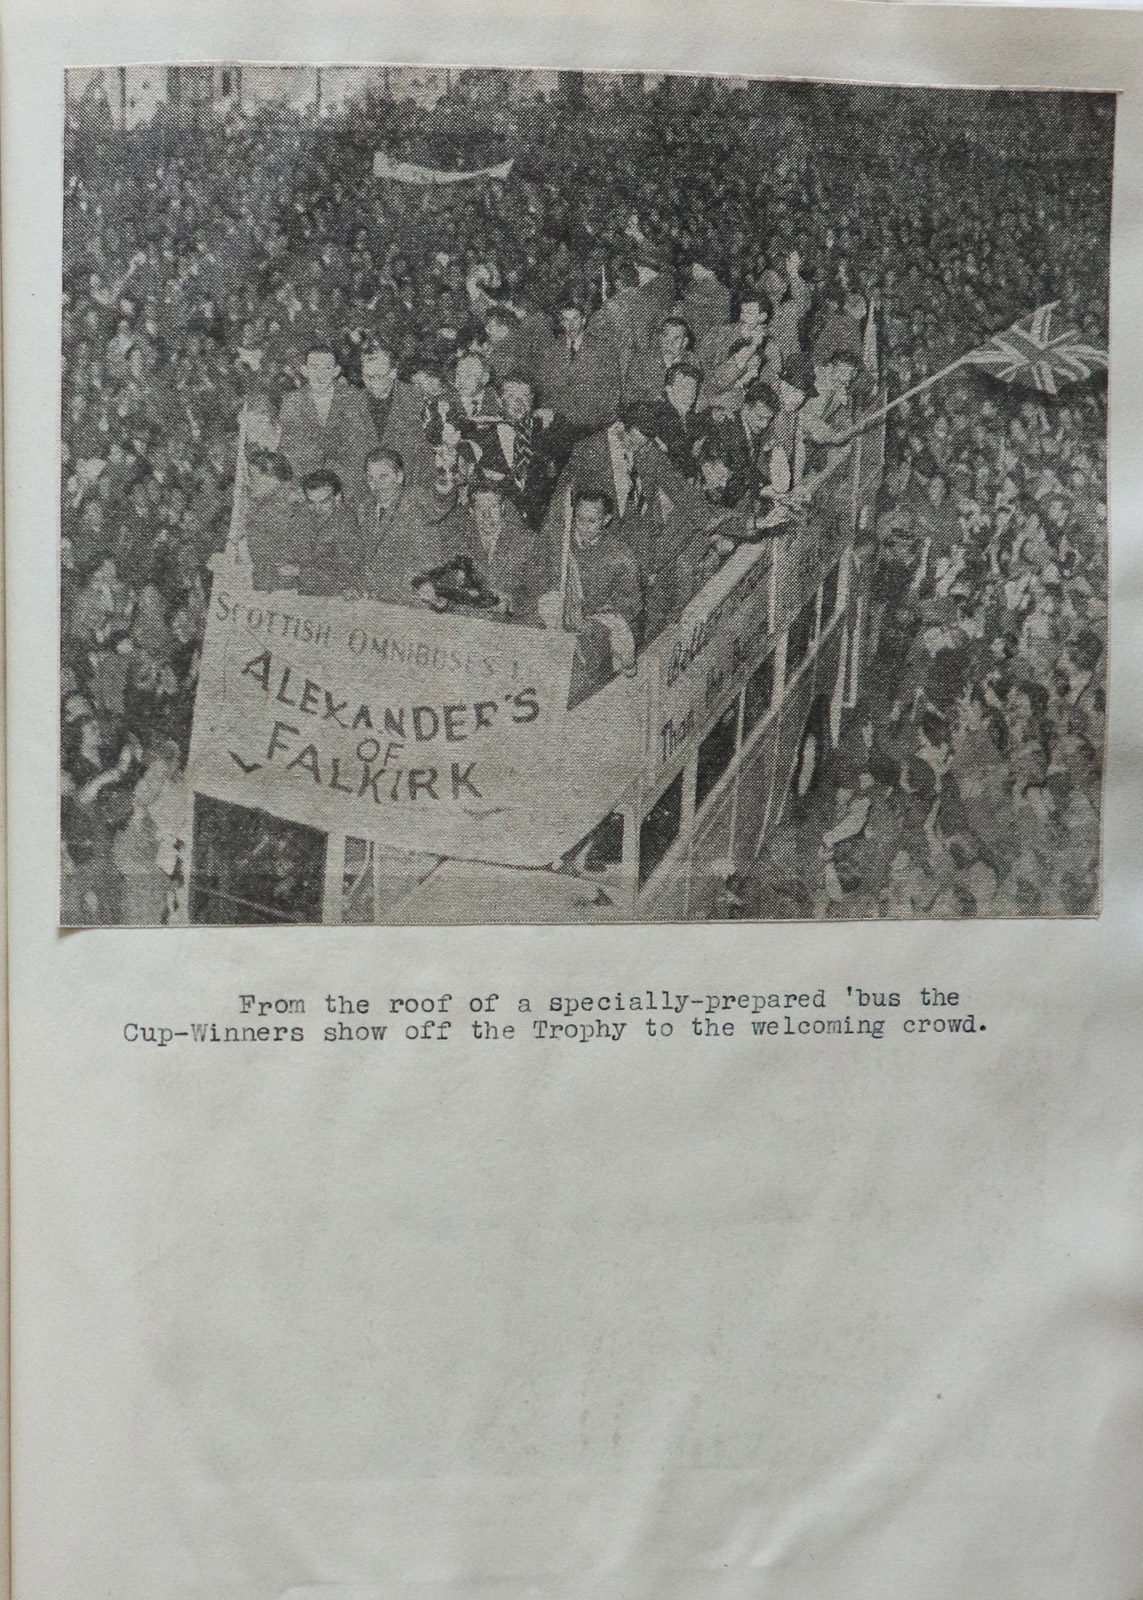 SCOTTISH OMNIBUSES
ALEXANDER'S
OF
FALKIRK
From the roof of a specially-prepared 'bus the
Cup-Winners show off the Trophy to the welcoming crowd.